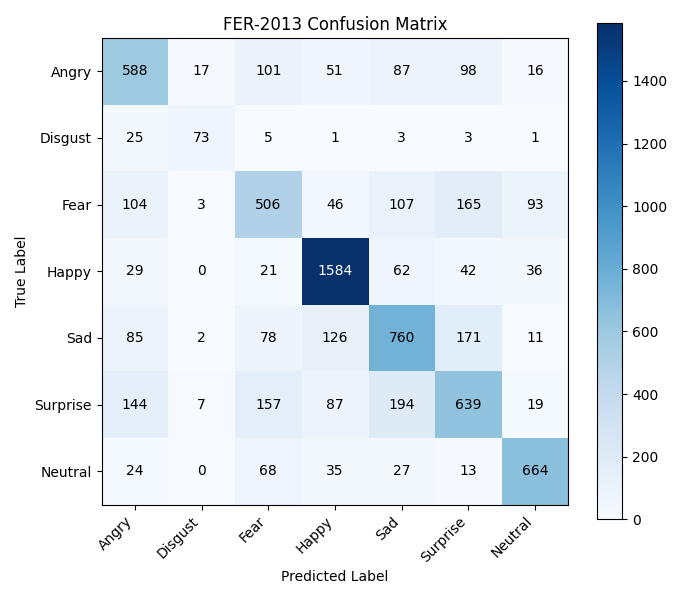 FER-2013 Confusion Matrix
True Label
Angry 588 17 101 51 87 98 16
Disgust 25 73 5 1 3 3 1
Fear 104 3 506 46 107 165 93
Happy 29 0 21 1584 62 42 36
Sad 85 2 78 126 760 171 11
Surprise 144 7 157 87 194 639 19
Neutral 24 0 68 35 27 13 664
Angry Disgust Fear Happy Sad Surprise Neutral
Predicted Label
1400
1200
1000
800
600
400
200
0